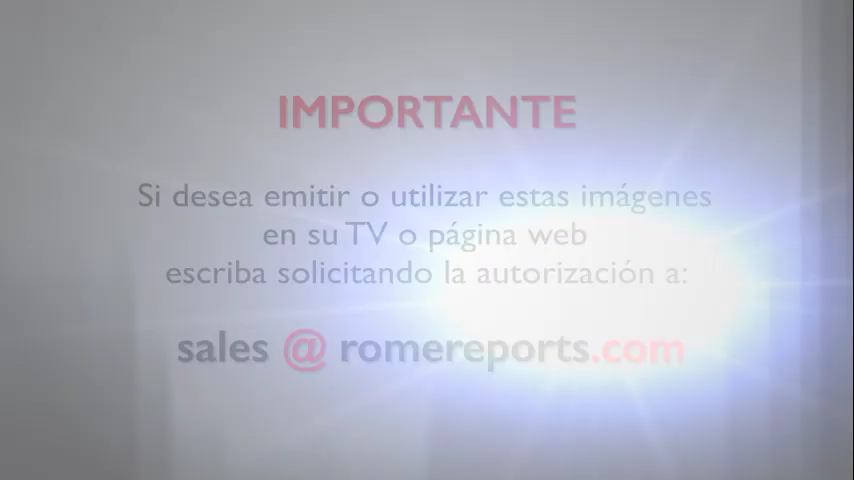 IMPORTANTE
Si desea emitir o utilizar estas imágenes
en su TV o página web
escriba solicitando la autorización a:
sales @ romereports.com